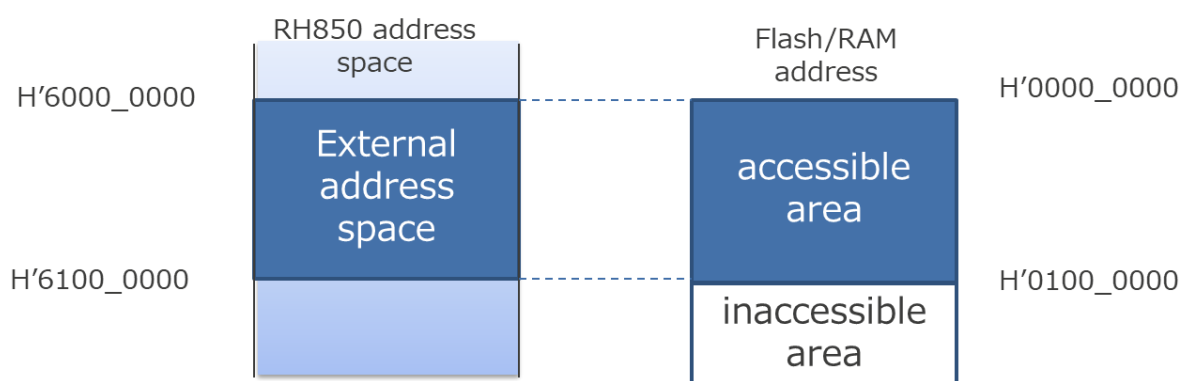 RH850 address
space
Flash/RAM
address
H'6000_0000
H'0000_0000
External
address
space
accessible
area
H'6100_0000
H'0100_0000
inaccessible
area